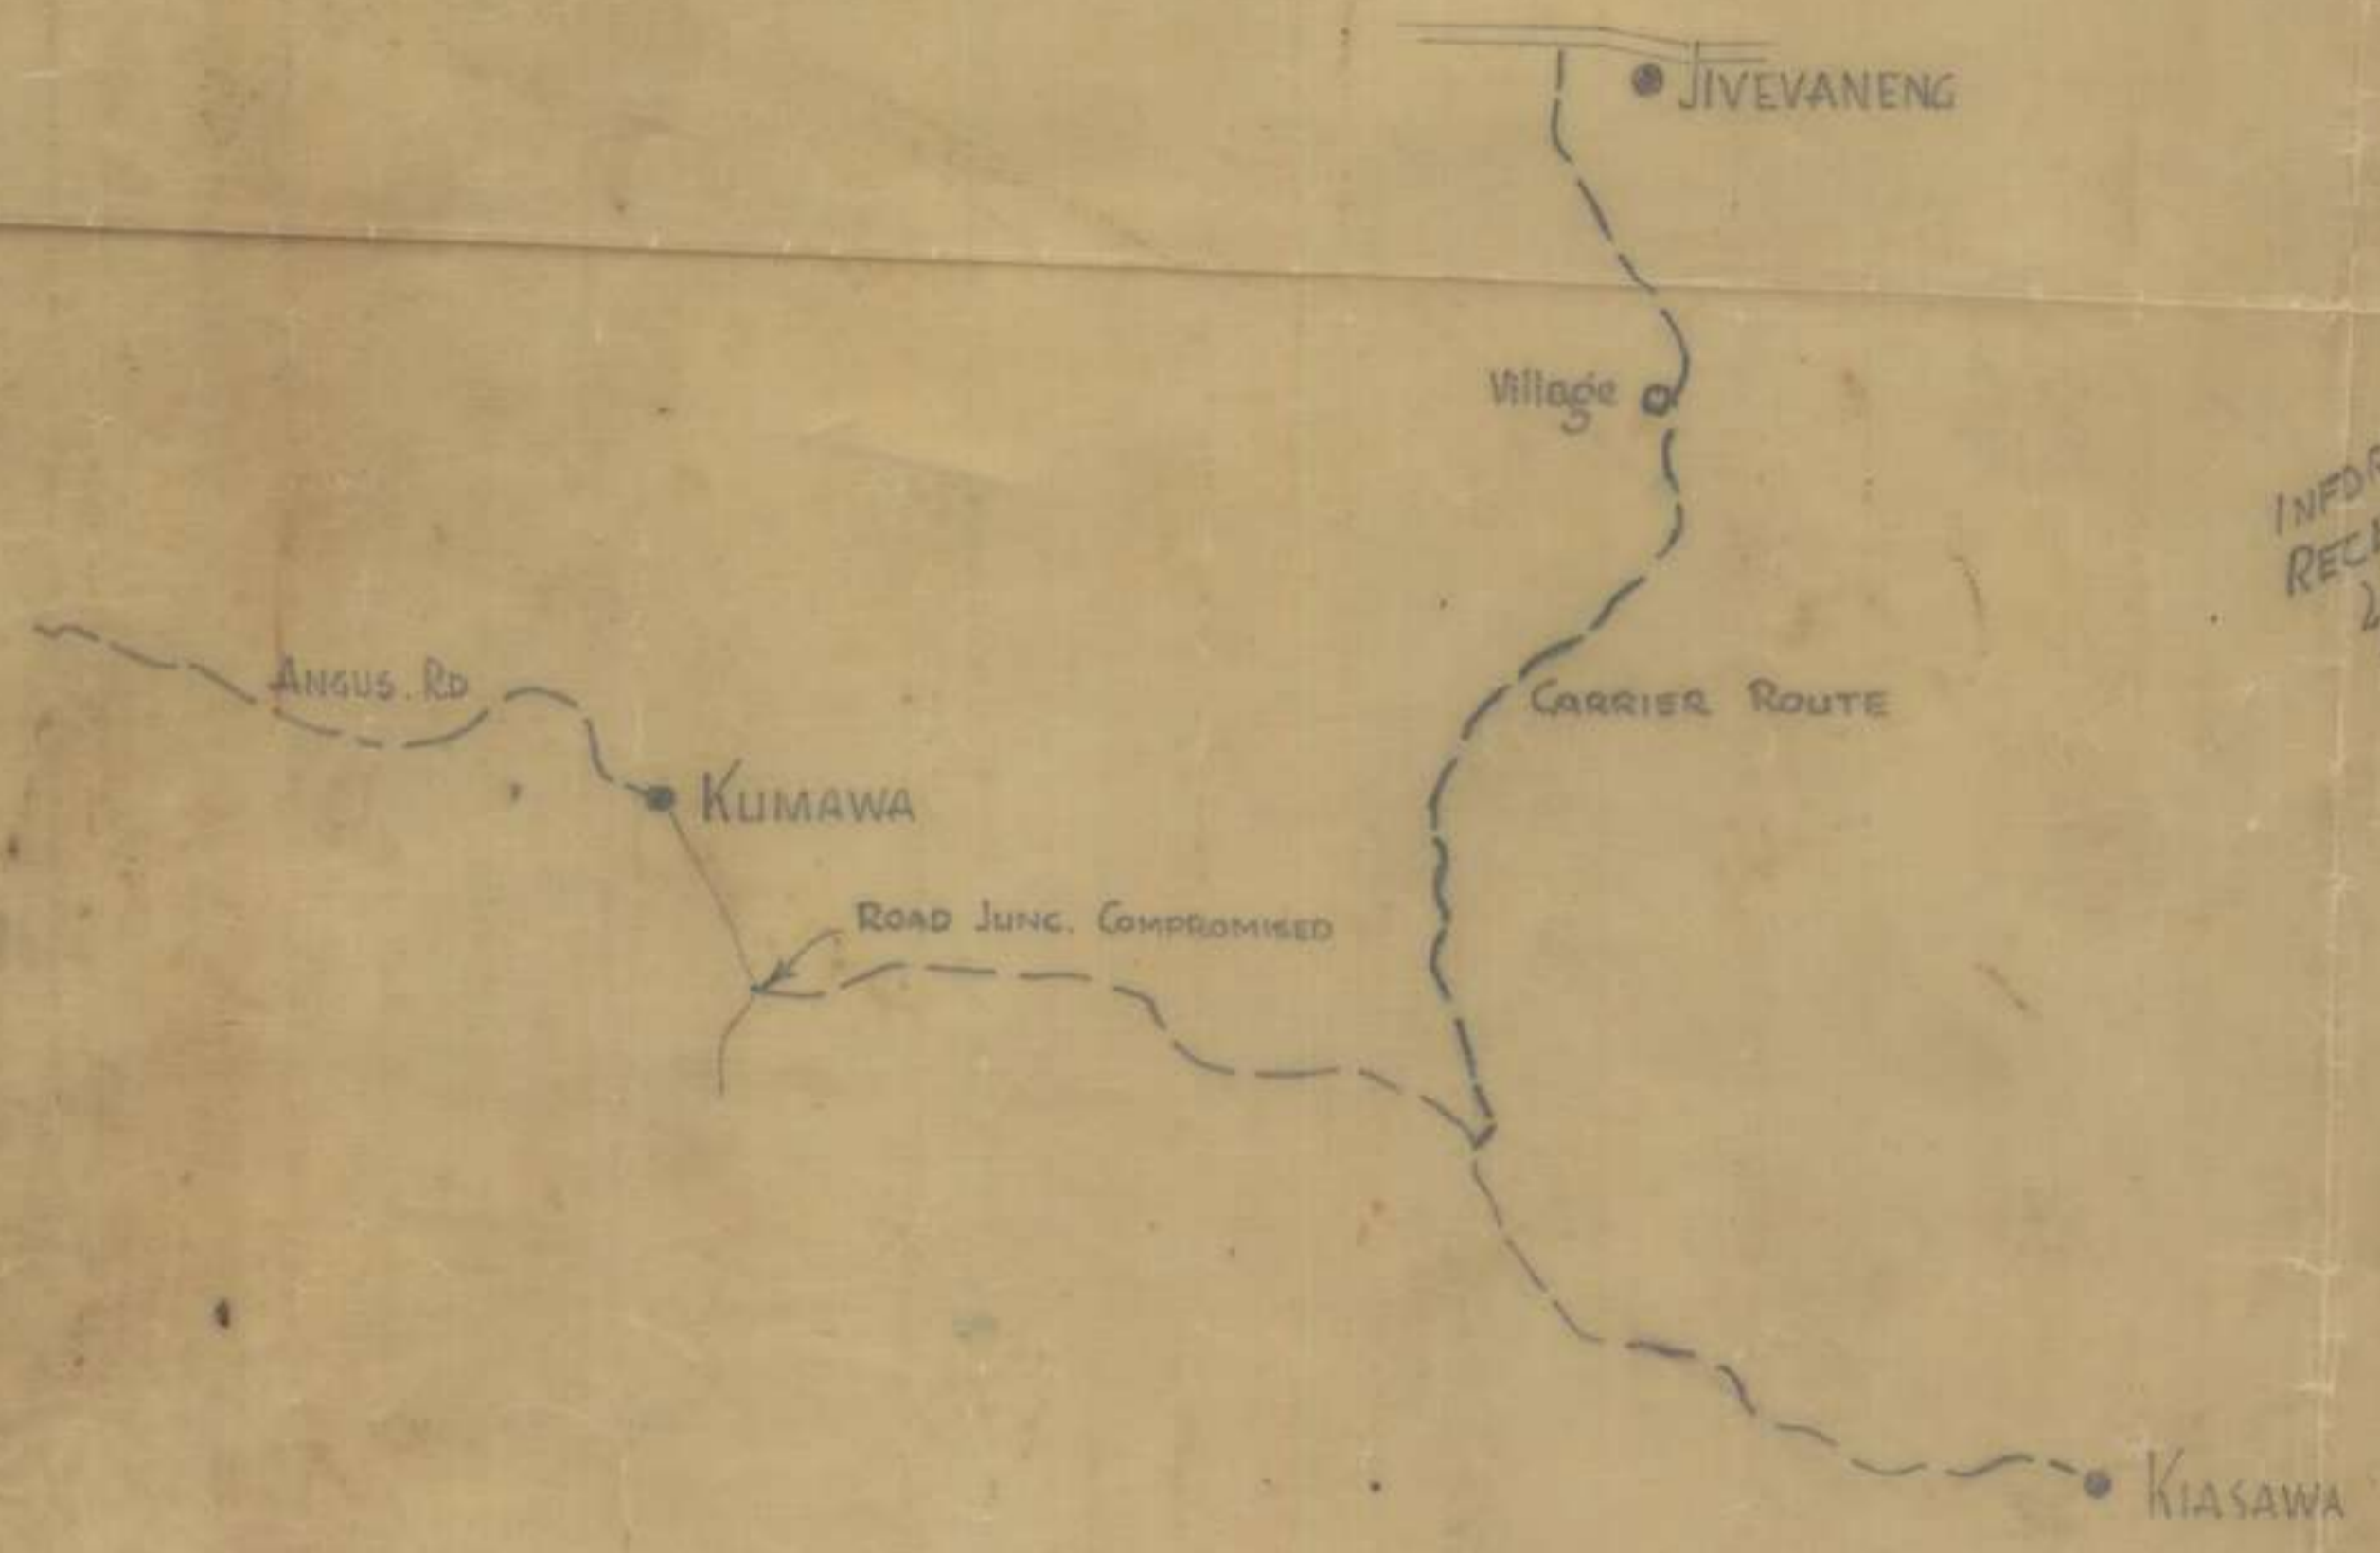 JIVEVANENG
Village
ANGUS. RD
CARRIER ROUTE
KUMAWA
ROAD JUNC. COMPROMISED
KIASAWA